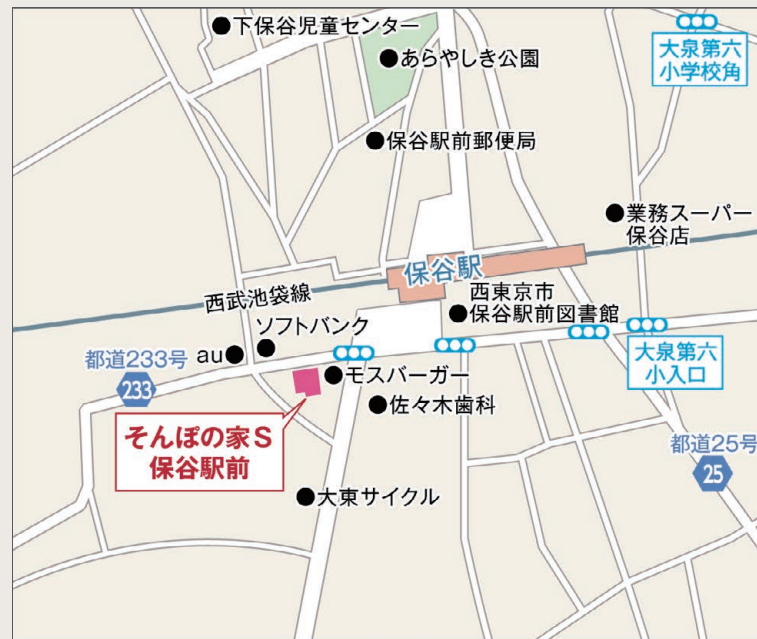 下保谷児童センター
あらやしき公園
大泉第六
小学校角
保谷駅前郵便局
業務スーパー
保谷店
保谷駅
西武池袋線
西東京市
保谷駅前図書館
ソフトバンク
au
都道233号
233
モスバーガー
大泉第六
小入口
佐々木歯科
そんぽの家S
保谷駅前
都道25号
25
大東サイクル